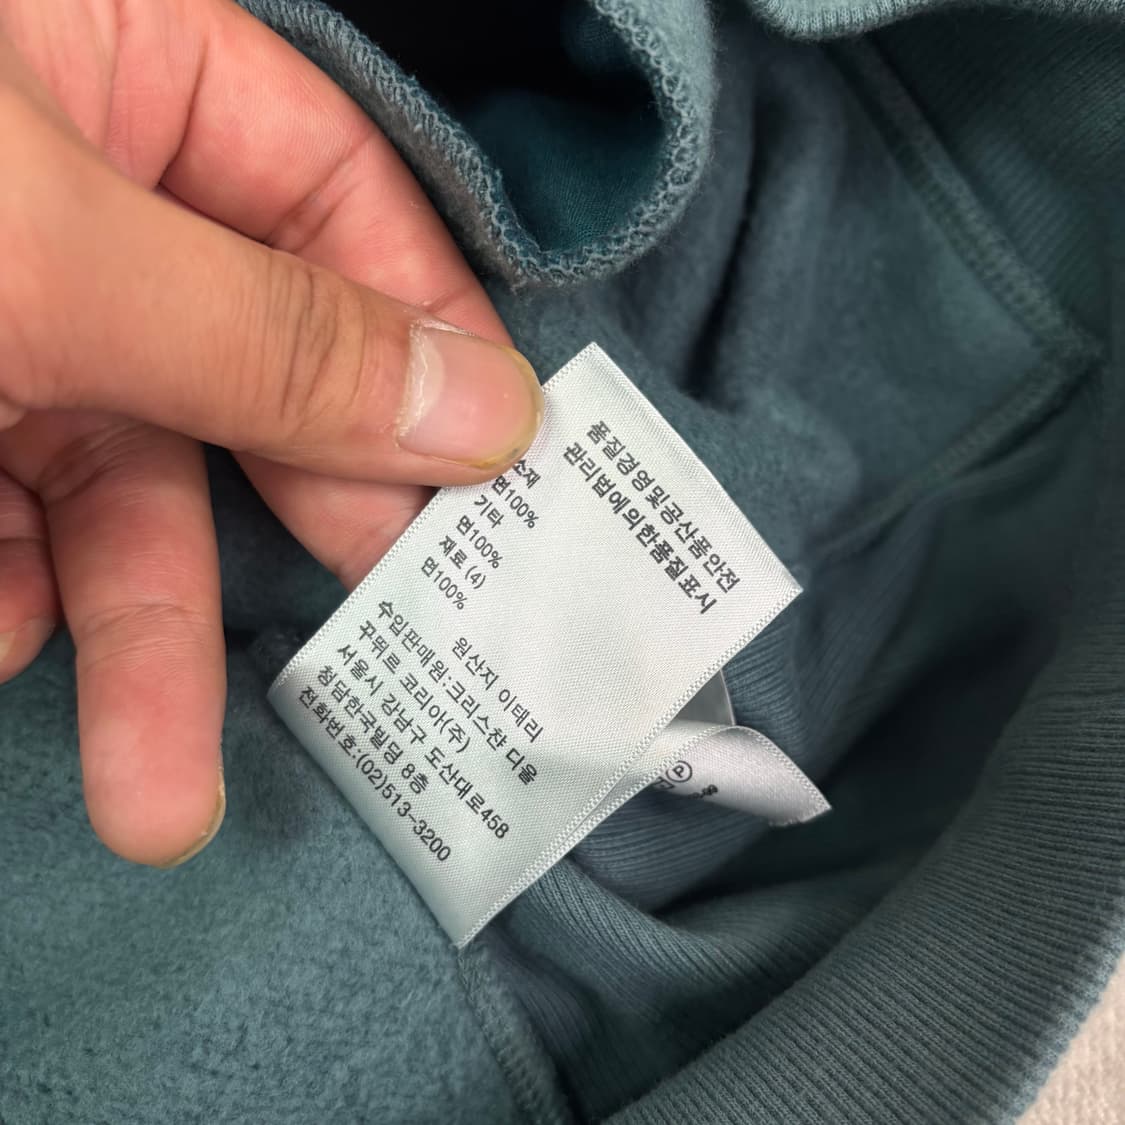 품질경영및공산품안전
관리법에의한품질표시
소재
면100%
기타
면100%
재료(4)
면100%
원산지 이태리
수입판매원:크리스챤 디올
꾸뛰르 코리아(주)
서울시 강남구 도산대로458
청담한국빌딩 8층
전화번호:(02)513-3200
P